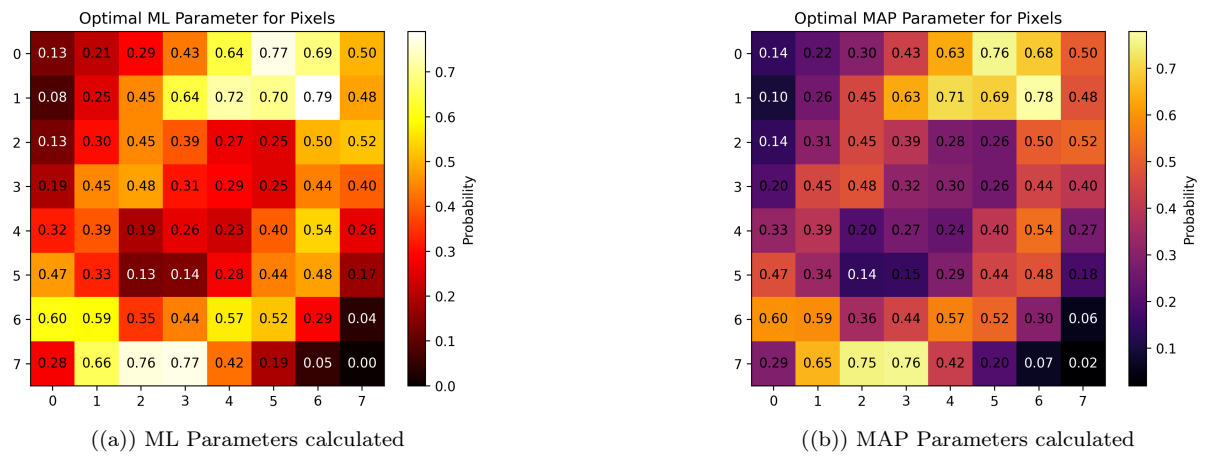 Optimal ML Parameter for Pixels
0 0.13 0.21 0.29 0.43 0.64 0.77 0.69 0.50
1 0.08 0.25 0.45 0.64 0.72 0.70 0.79 0.48
2 0.13 0.30 0.45 0.39 0.27 0.25 0.50 0.52
3 0.19 0.45 0.48 0.31 0.29 0.25 0.44 0.40
4 0.32 0.39 0.19 0.26 0.23 0.40 0.54 0.26
5 0.47 0.33 0.13 0.14 0.28 0.44 0.48 0.17
6 0.60 0.59 0.35 0.44 0.57 0.52 0.29 0.04
7 0.28 0.66 0.76 0.77 0.42 0.19 0.05 0.00
0 1 2 3 4 5 6 7
0.7
0.6
0.5
0.4
0.3
0.2
0.1
0.0
Probability
((a)) ML Parameters calculated
Optimal MAP Parameter for Pixels
0 0.14 0.22 0.30 0.43 0.63 0.76 0.68 0.50
1 0.10 0.26 0.45 0.63 0.71 0.69 0.78 0.48
2 0.14 0.31 0.45 0.39 0.28 0.26 0.50 0.52
3 0.20 0.45 0.48 0.32 0.30 0.26 0.44 0.40
4 0.33 0.39 0.20 0.27 0.24 0.40 0.54 0.27
5 0.47 0.34 0.14 0.15 0.29 0.44 0.48 0.18
6 0.60 0.59 0.36 0.44 0.57 0.52 0.30 0.06
7 0.29 0.65 0.75 0.76 0.42 0.20 0.07 0.02
0 1 2 3 4 5 6 7
0.7
0.6
0.5
0.4
0.3
0.2
0.1
Probability
((b)) MAP Parameters calculated